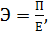 Э = П/Е,